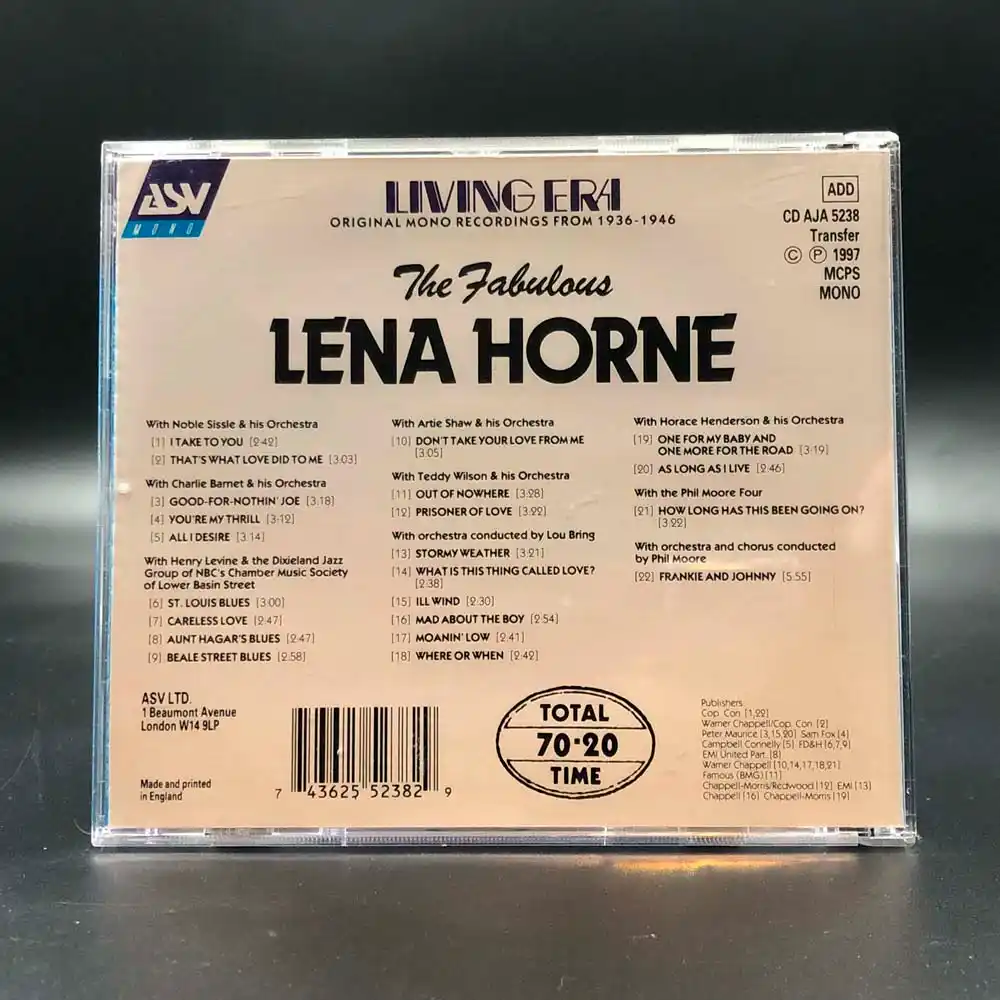 ASV
MONO
LIVING ERA
ORIGINAL MONO RECORDINGS FROM 1936-1946
ADD
CD AJA 5238
Transfer
© ℗ 1997
MCPS
MONO
The Fabulous
LENA HORNE
With Noble Sissle & his Orchestra
[1] I TAKE TO YOU [2·42]
[2] THAT'S WHAT LOVE DID TO ME [3·03]
With Charlie Barnet & his Orchestra
[3] GOOD-FOR-NOTHIN' JOE [3·18]
[4] YOU'RE MY THRILL [3·12]
[5] ALL I DESIRE [3·14]
With Henry Levine & the Dixieland Jazz
Group of NBC's Chamber Music Society
of Lower Basin Street
[6] ST. LOUIS BLUES [3·00]
[7] CARELESS LOVE [2·47]
[8] AUNT HAGAR'S BLUES [2·47]
[9] BEALE STREET BLUES [2·58]
With Artie Shaw & his Orchestra
[10] DON'T TAKE YOUR LOVE FROM ME
[3·05]
With Teddy Wilson & his Orchestra
[11] OUT OF NOWHERE [3·28]
[12] PRISONER OF LOVE [3·22]
With orchestra conducted by Lou Bring
[13] STORMY WEATHER [3·21]
[14] WHAT IS THIS THING CALLED LOVE?
[2·38]
[15] ILL WIND [2·30]
[16] MAD ABOUT THE BOY [2·54]
[17] MOANIN' LOW [2·41]
[18] WHERE OR WHEN [2·42]
With Horace Henderson & his Orchestra
[19] ONE FOR MY BABY AND
ONE MORE FOR THE ROAD [3·19]
[20] AS LONG AS I LIVE [2·46]
With the Phil Moore Four
[21] HOW LONG HAS THIS BEEN GOING ON?
[3·22]
With orchestra and chorus conducted
by Phil Moore
[22] FRANKIE AND JOHNNY [5·55]
ASV LTD.
1 Beaumont Avenue
London W14 9LP
Made and printed
in England
7 43625 52382 9
TOTAL
70·20
TIME
Publishers
Cop. Con [1,22]
Warner Chappell/Cop. Con [2]
Peter Maurice [3,15,20] Sam Fox [4]
Campbell Connelly [5] FD&H [6,7,9]
EMI United Part. [8]
Warner Chappell [10,14,17,18,21]
Famous (BMG) [11]
Chappell-Morris/Redwood [12] EMI [13]
Chappell [16] Chappell-Morris [19]